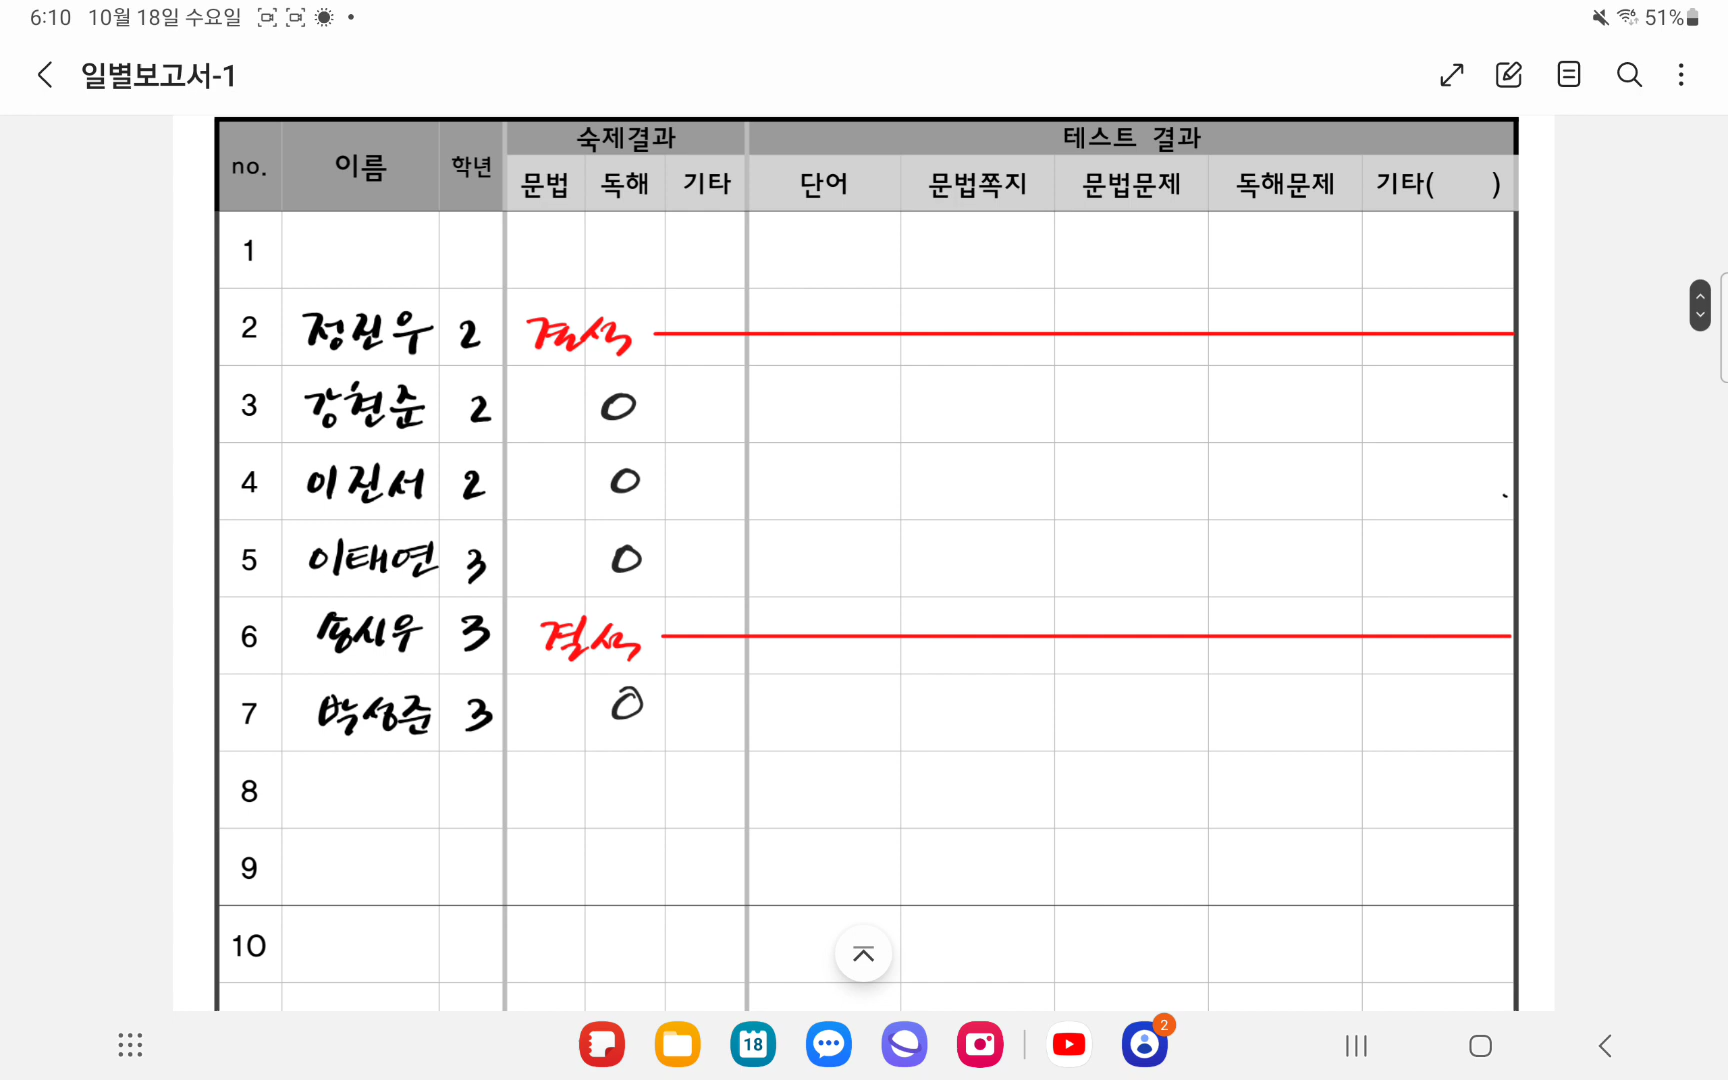 6:10 10월 18일 수요일 51%
일별보고서-1
no. 이름 학년 숙제결과 테스트 결과
문법 독해 기타 단어 문법쪽지 문법문제 독해문제 기타( )
1
2 정진우 2 결석
3 강현준 2 O
4 이진서 2 O
5 이태연 3 O
6 송시우 3 결석
7 박성준 3 O
8
9
10
18 2